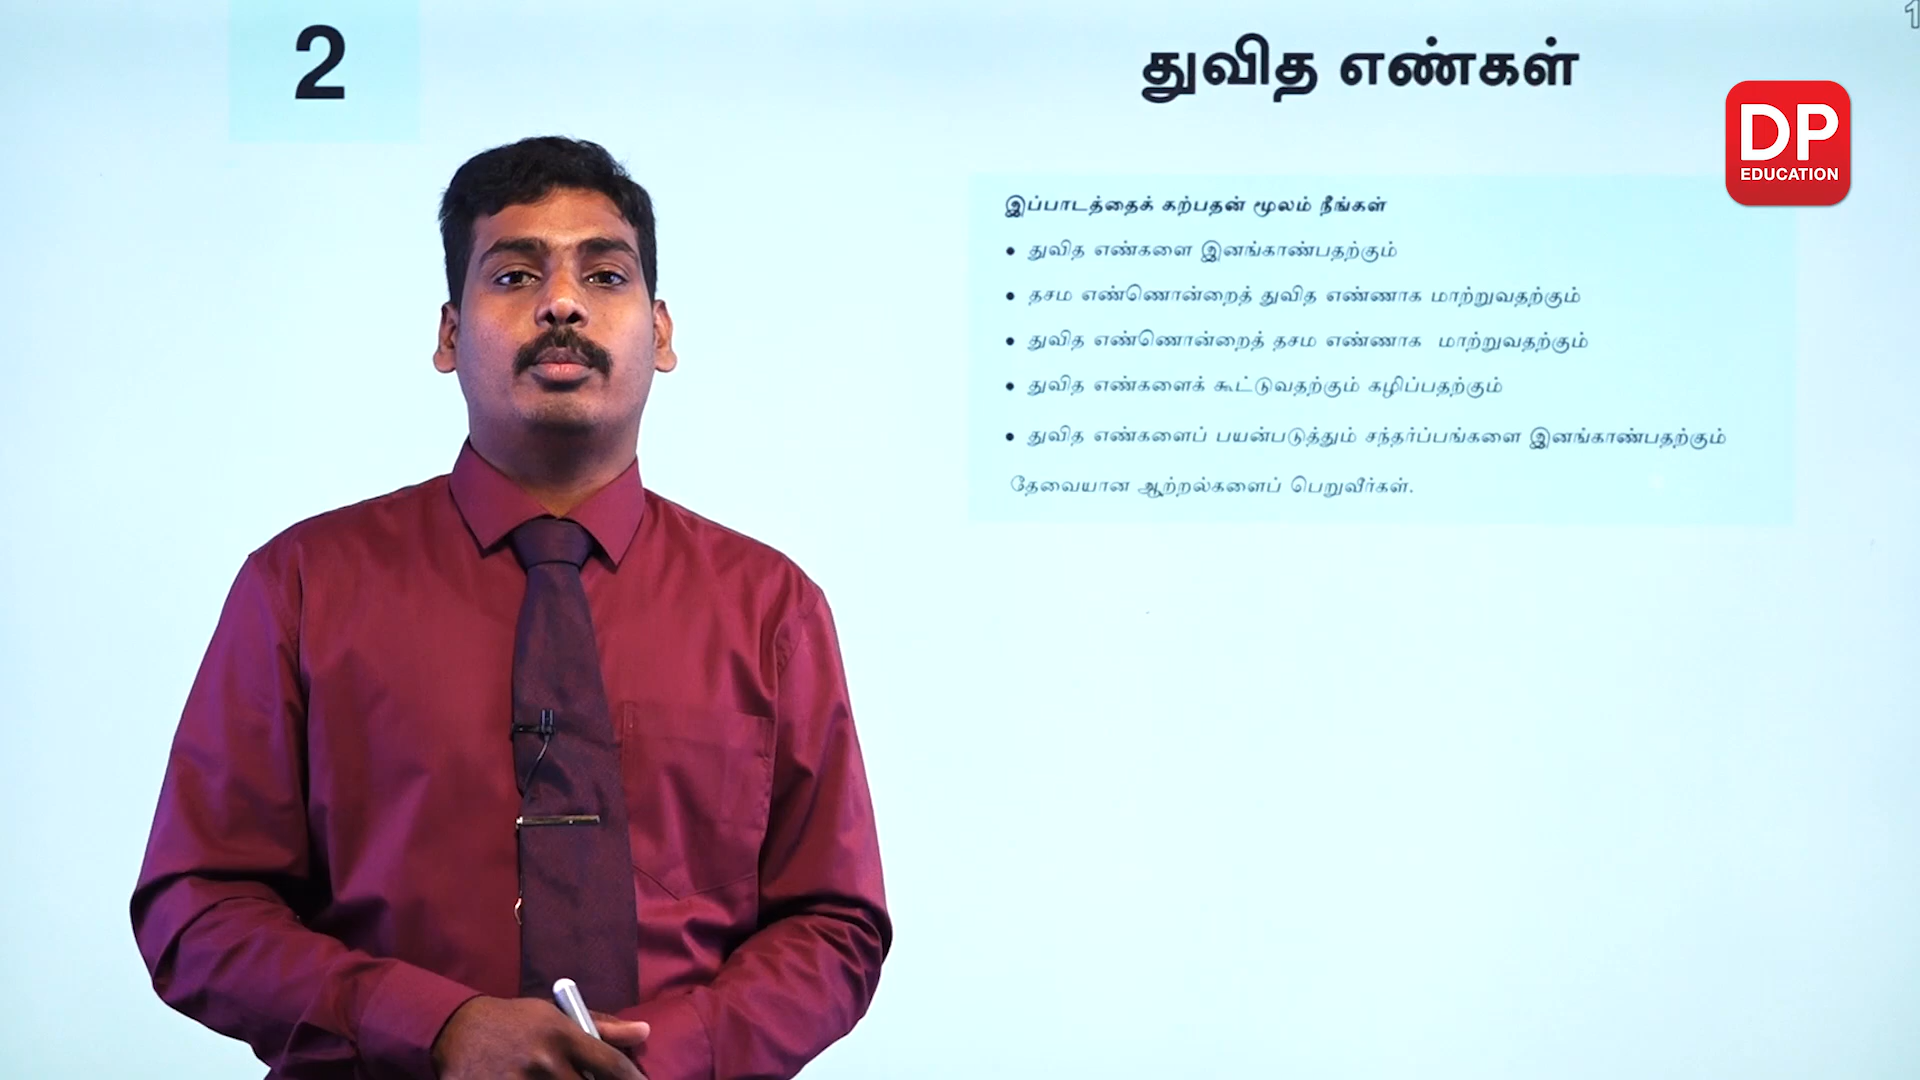 2
துவித எண்கள்
1
DP
EDUCATION
இப்பாடத்தைக் கற்பதன் மூலம் நீங்கள்
• துவித எண்களை இனங்காண்பதற்கும்
• தசம எண்ணொன்றைத் துவித எண்ணாக மாற்றுவதற்கும்
• துவித எண்ணொன்றைத் தசம எண்ணாக மாற்றுவதற்கும்
• துவித எண்களைக் கூட்டுவதற்கும் கழிப்பதற்கும்
• துவித எண்களைப் பயன்படுத்தும் சந்தர்ப்பங்களை இனங்காண்பதற்கும்
தேவையான ஆற்றல்களைப் பெறுவீர்கள்.